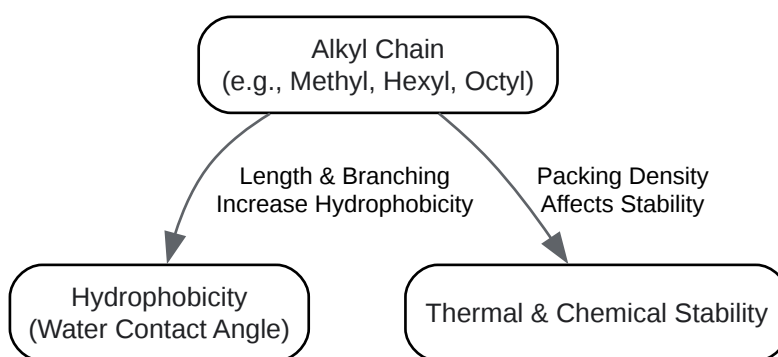 Alkyl Chain
(e.g., Methyl, Hexyl, Octyl)
Length & Branching
Increase Hydrophobicity
Packing Density
Affects Stability
Hydrophobicity
(Water Contact Angle)
Thermal & Chemical Stability